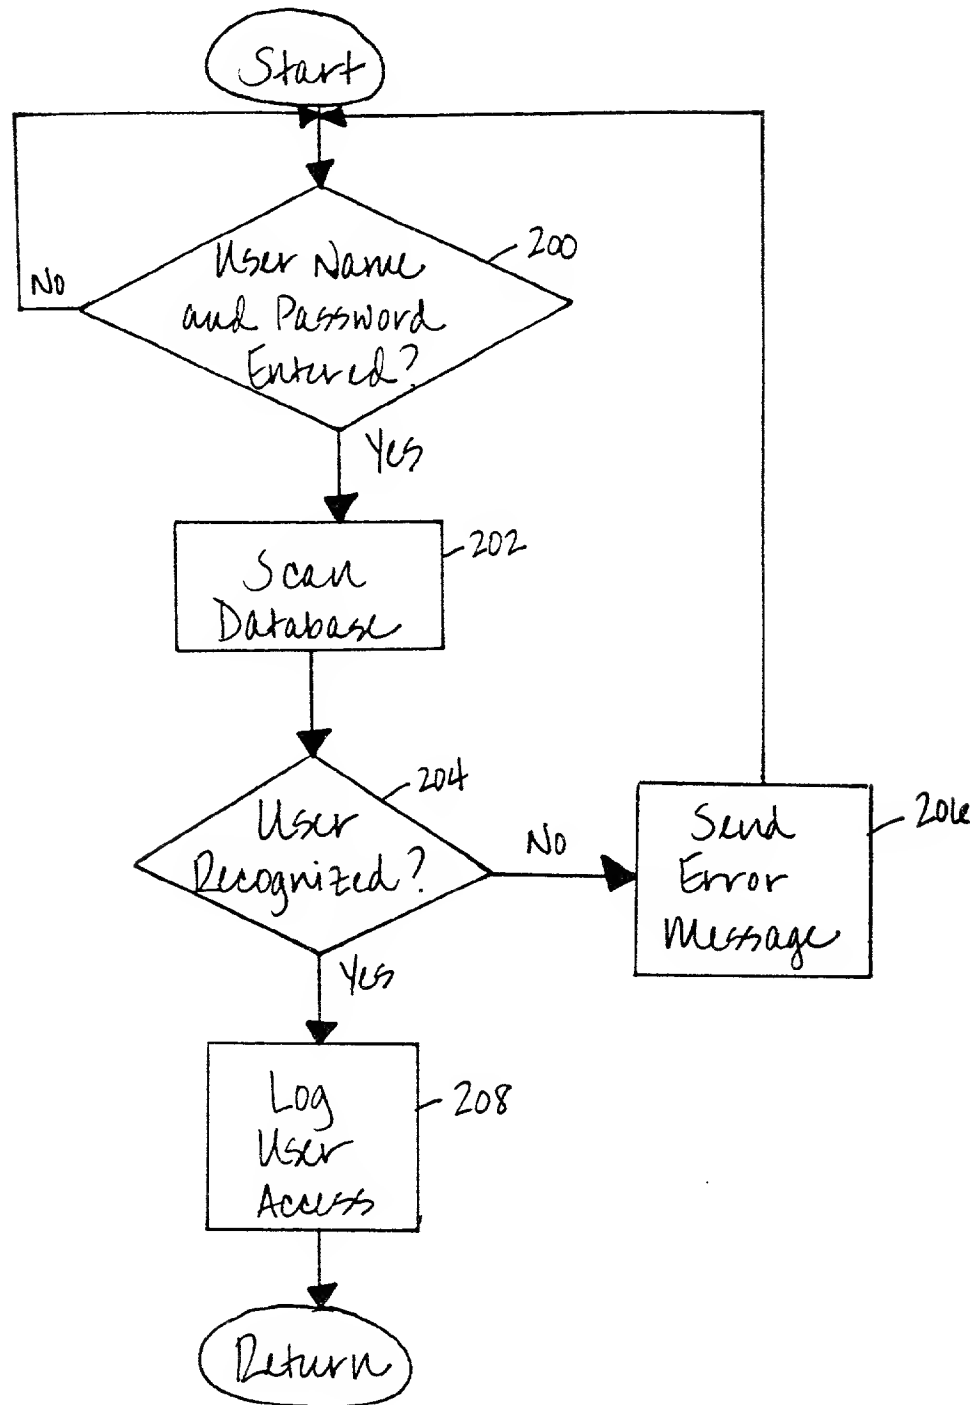 Start
No
User Name
and Password
Entered?
200
Yes
Scan
Database
202
User
Recognized?
204
No
Send
Error
Message
206
Yes
Log
User
Access
208
Return